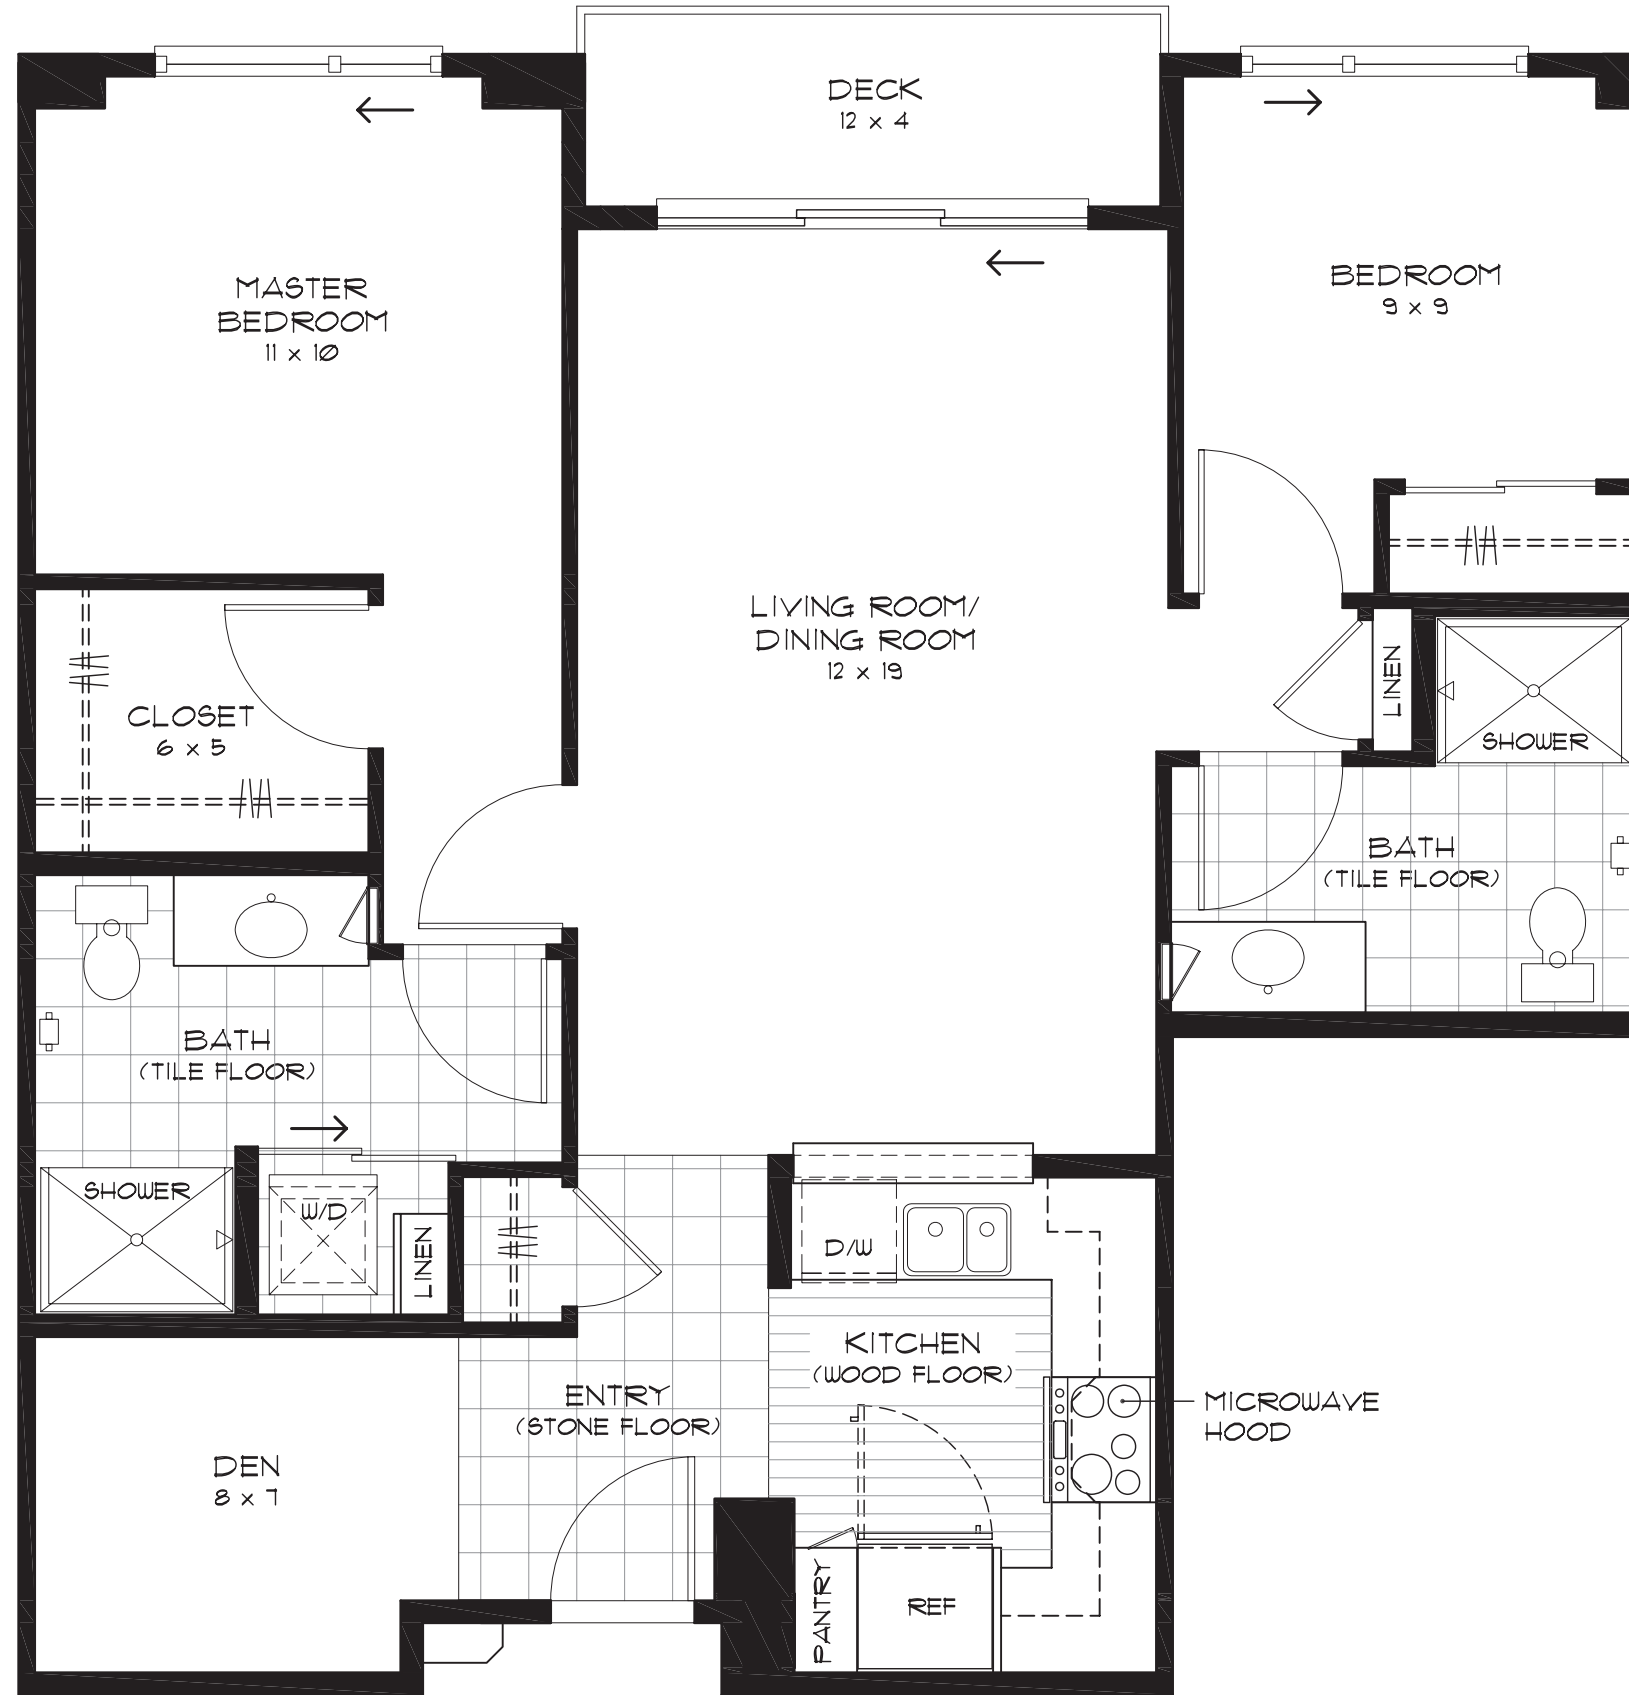 DECK
12 x 4
MASTER
BEDROOM
11 x 10
BEDROOM
9 x 9
LIVING ROOM/
DINING ROOM
12 x 19
LINEN
SHOWER
CLOSET
6 x 5
BATH
(TILE FLOOR)
BATH
(TILE FLOOR)
SHOWER
W/D
LINEN
D/W
KITCHEN
(WOOD FLOOR)
ENTRY
(STONE FLOOR)
MICROWAVE
HOOD
DEN
8 x 7
PANTRY
REF